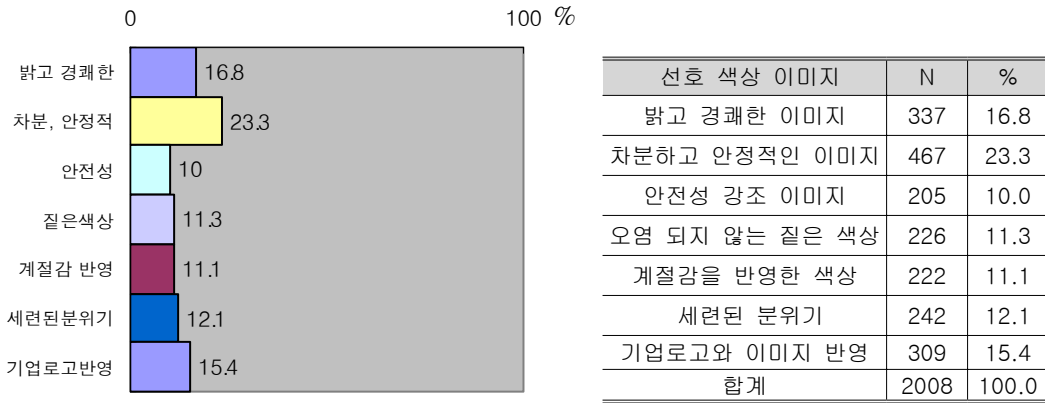 0 100 %
밝고 경쾌한 16.8
차분, 안정적 23.3
안전성 10
짙은색상 11.3
계절감 반영 11.1
세련된분위기 12.1
기업로고반영 15.4
선호 색상 이미지 N %
밝고 경쾌한 이미지 337 16.8
차분하고 안정적인 이미지 467 23.3
안전성 강조 이미지 205 10.0
오염 되지 않는 짙은 색상 226 11.3
계절감을 반영한 색상 222 11.1
세련된 분위기 242 12.1
기업로고와 이미지 반영 309 15.4
합계 2008 100.0